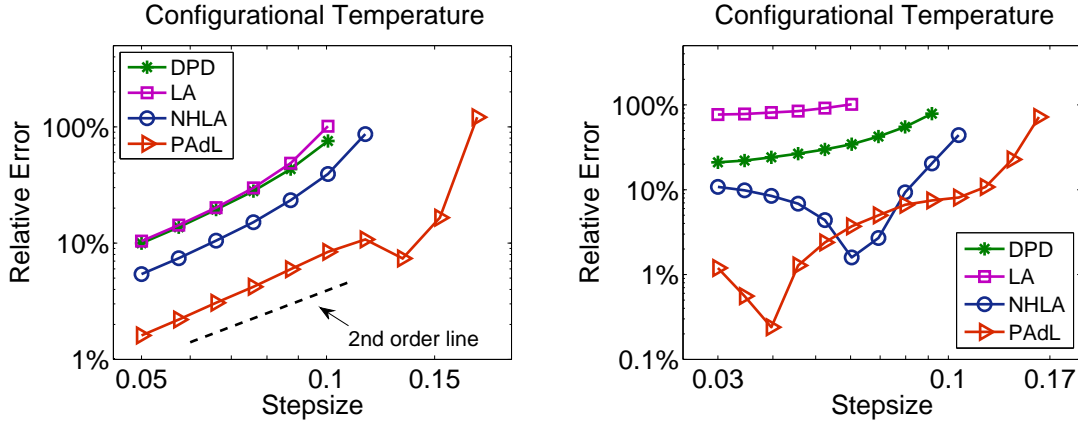 Configurational Temperature
Relative Error
100%
10%
1%
DPD
LA
NHLA
PAdL
2nd order line
0.05
0.1
0.15
Stepsize
Configurational Temperature
Relative Error
100%
10%
1%
0.1%
DPD
LA
NHLA
PAdL
0.03
0.1
0.17
Stepsize